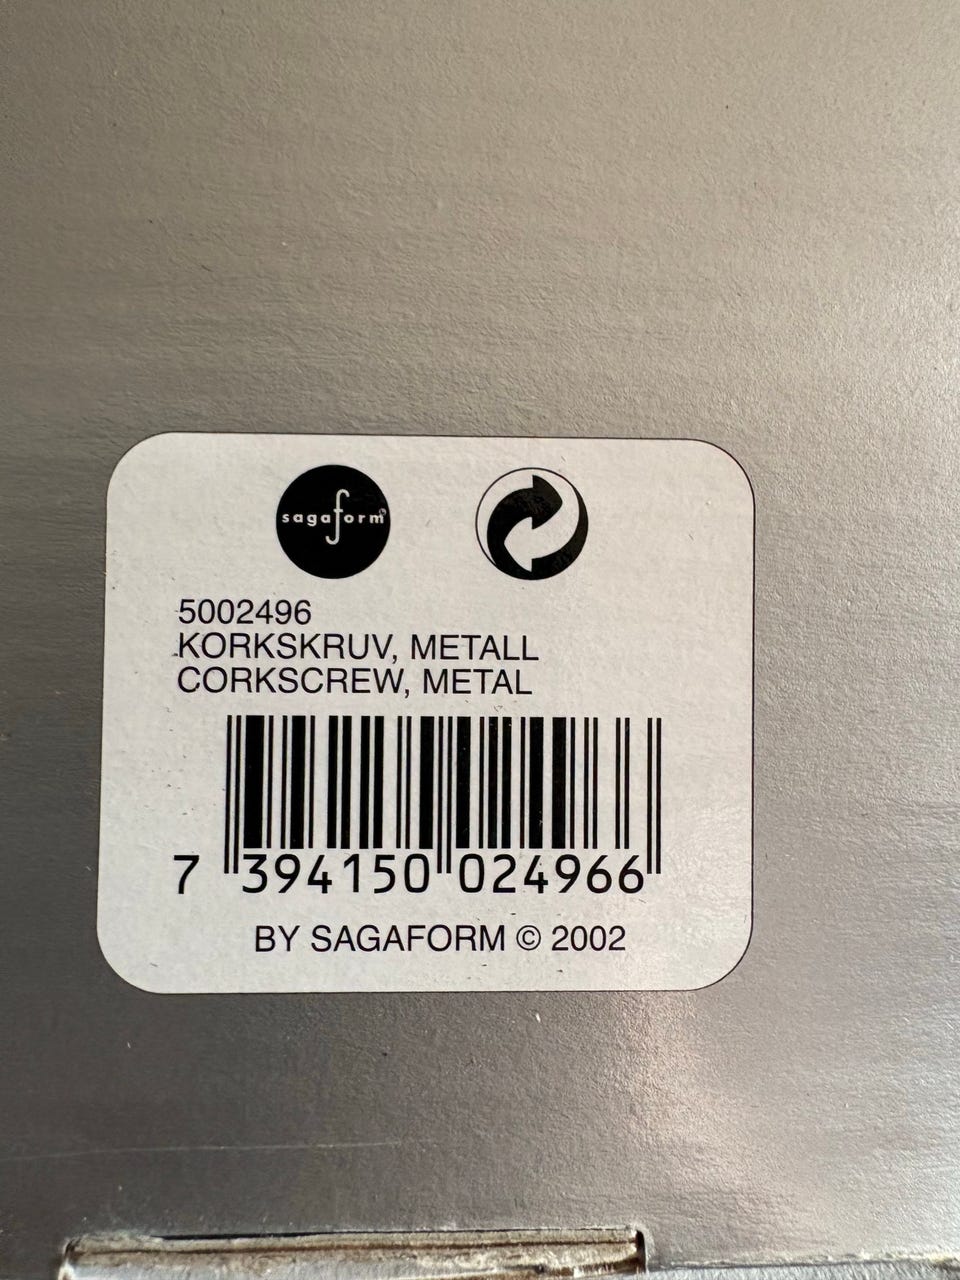 sagaform
5002496
KORKSKRUV, METALL
CORKSCREW, METAL
7 394150 024966
BY SAGAFORM © 2002